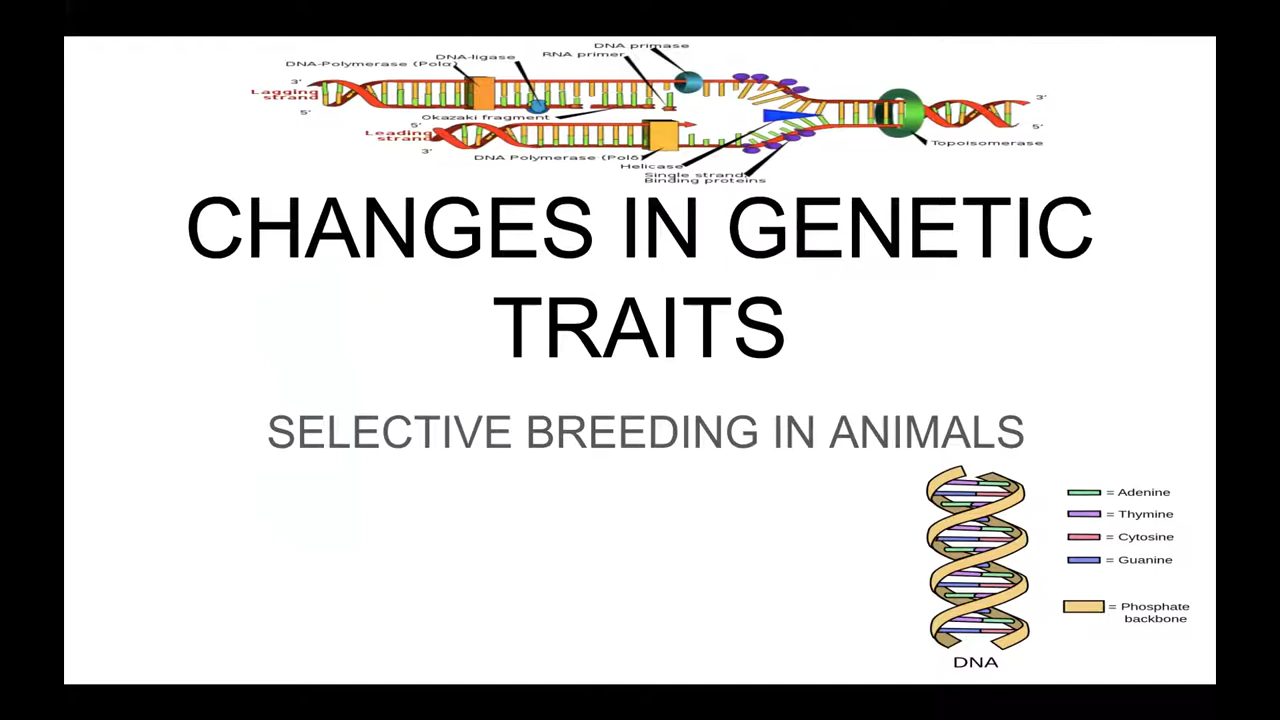 DNA primase
DNA-ligase
RNA primer
DNA-Polymerase (Polα)
3'
Lagging
strand
5'
Okazaki fragment
5'
Leading
strand
3'
DNA Polymerase (Polδ)
Helicase
Single strand,
Binding proteins
3'
5'
Topoisomerase
CHANGES IN GENETIC
TRAITS
SELECTIVE BREEDING IN ANIMALS
= Adenine
= Thymine
= Cytosine
= Guanine
= Phosphate
backbone
DNA